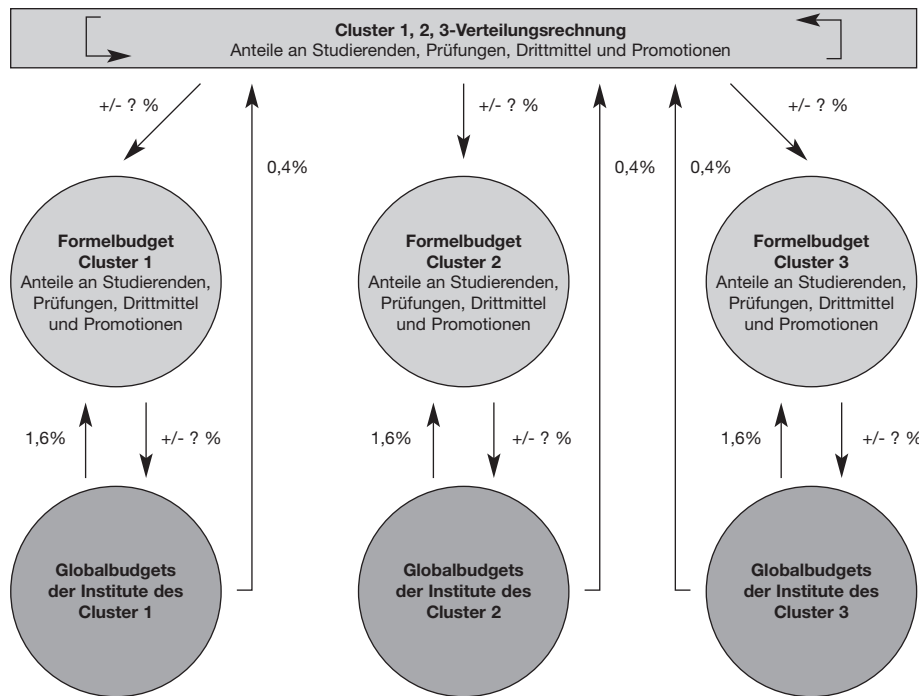 Cluster 1, 2, 3-Verteilungsrechnung
Anteile an Studierenden, Prüfungen, Drittmittel und Promotionen
+/- ? %
+/- ? %
+/- ? %
0,4%
0,4%
0,4%
Formelbudget
Cluster 1
Anteile an Studierenden,
Prüfungen, Drittmittel
und Promotionen
Formelbudget
Cluster 2
Anteile an Studierenden,
Prüfungen, Drittmittel
und Promotionen
Formelbudget
Cluster 3
Anteile an Studierenden,
Prüfungen, Drittmittel
und Promotionen
1,6%
+/- ? %
1,6%
+/- ? %
1,6%
+/- ? %
Globalbudgets
der Institute des
Cluster 1
Globalbudgets
der Institute des
Cluster 2
Globalbudgets
der Institute des
Cluster 3